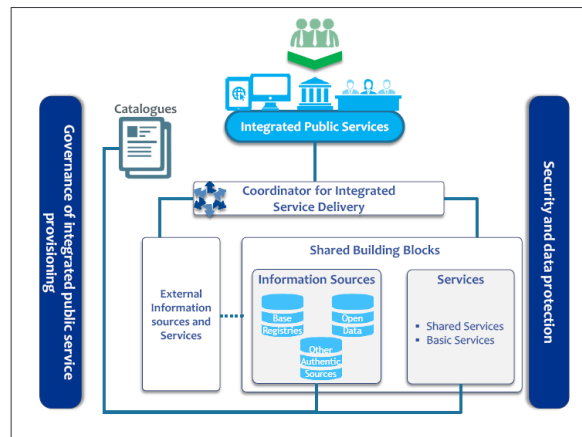 Catalogues
Integrated Public Services
Governance of integrated public service
provisioning
Security and data protection
Coordinator for Integrated
Service Delivery
External
Information
sources and
Services
Shared Building Blocks
Information Sources
Base
Registries
Open
Data
Other
Authentic
Sources
Services
▪ Shared Services
▪ Basic Services